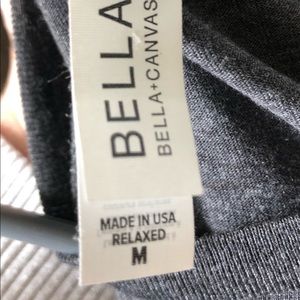 BELLA
BELLA+CANVAS
MADE IN USA
RELAXED
M